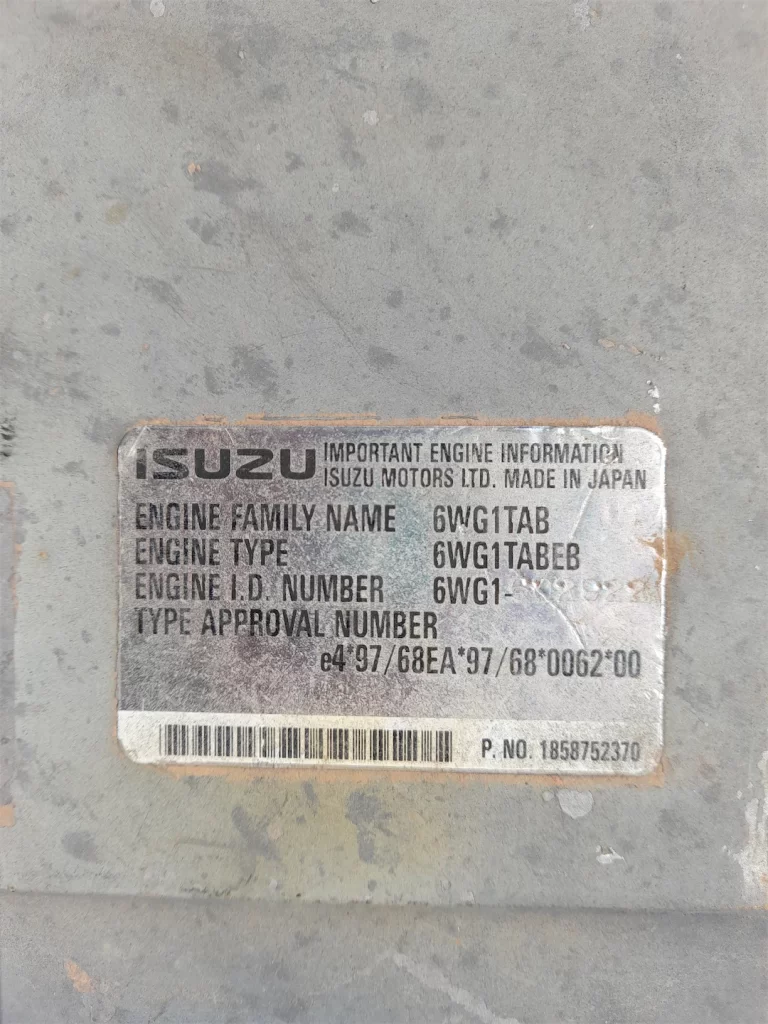 ISUZU IMPORTANT ENGINE INFORMATION
ISUZU MOTORS LTD. MADE IN JAPAN
ENGINE FAMILY NAME 6WG1TAB
ENGINE TYPE 6WG1TABEB
ENGINE I.D. NUMBER 6WG1-
TYPE APPROVAL NUMBER
e4*97/68EA*97/68*0062*00
P. NO. 1858752370